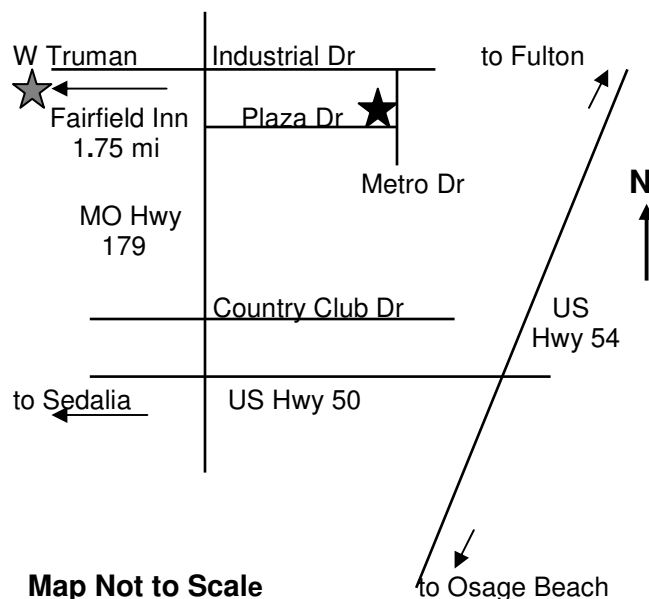 W Truman
Industrial Dr
to Fulton
Fairfield Inn
1.75 mi
Plaza Dr
Metro Dr
N
MO Hwy
179
Country Club Dr
US
Hwy 54
to Sedalia
US Hwy 50
Map Not to Scale
to Osage Beach